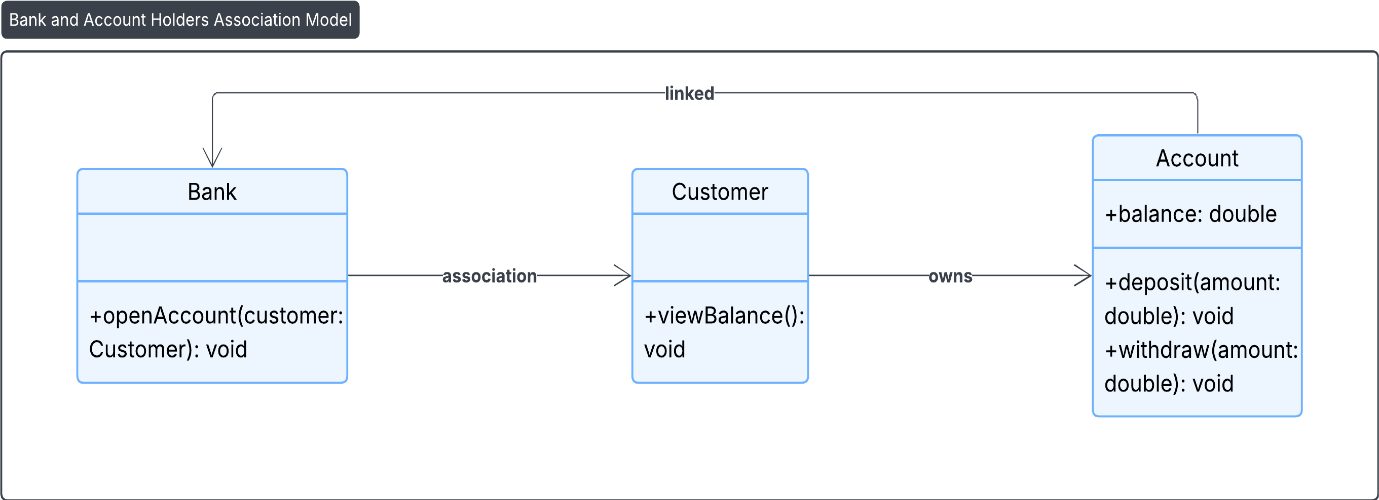 Bank and Account Holders Association Model
linked
Bank
+openAccount(customer:
Customer): void
association
Customer
+viewBalance():
void
owns
Account
+balance: double
+deposit(amount:
double): void
+withdraw(amount:
double): void